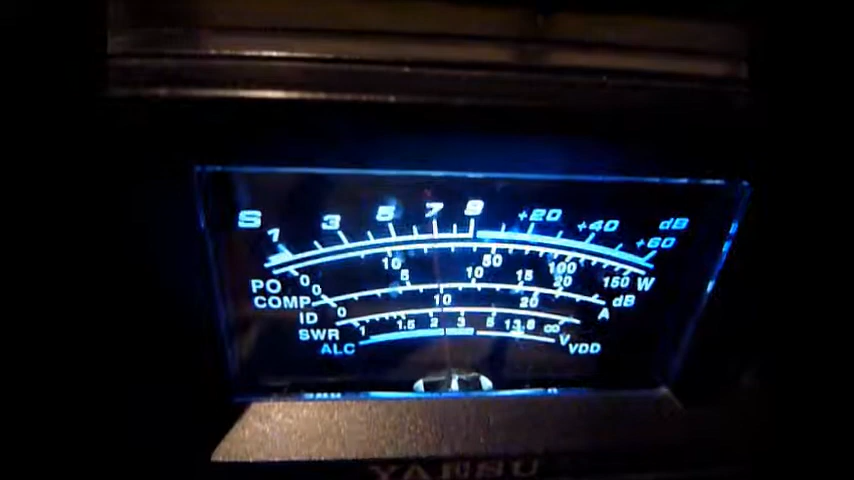 S 1 3 5 7 9 +20 +40 +60 dB
PO 0 10 50 100 150 W
COMP 0 5 10 15 20 dB
ID 0 10 20 A
SWR 1 1.5 2 3 5 ∞
ALC 13.8 V VDD
YAESU